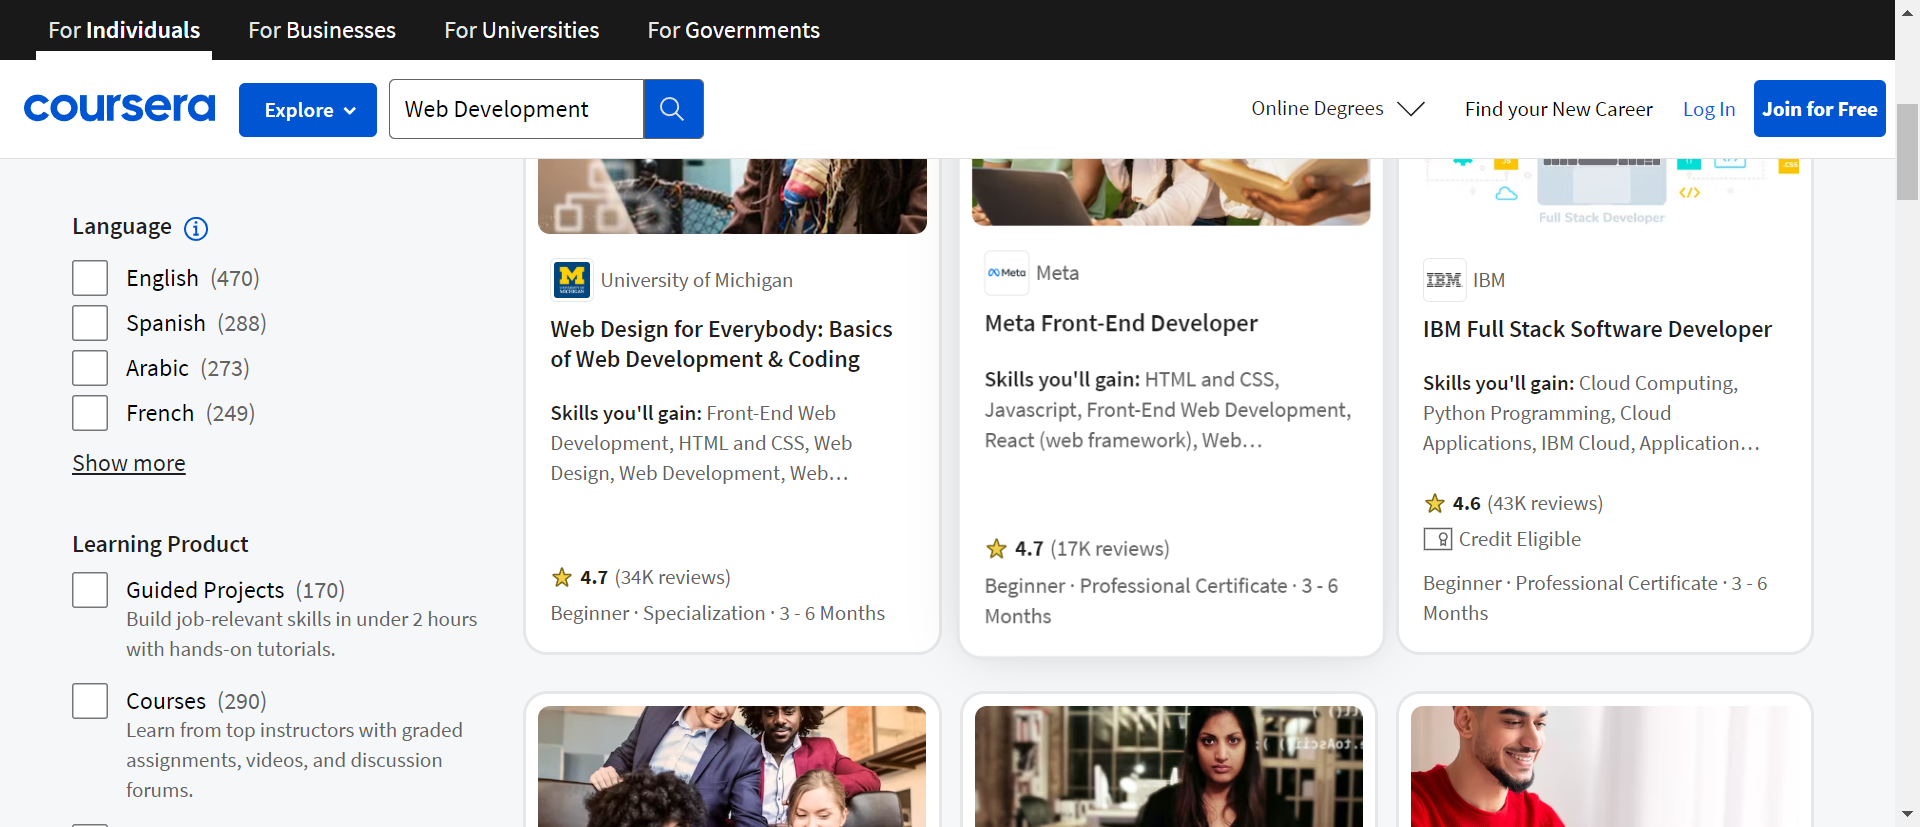 For Individuals
For Businesses
For Universities
For Governments
coursera
Explore
Web Development
Online Degrees
Find your New Career
Log In
Join for Free
Language
English (470)
Spanish (288)
Arabic (273)
French (249)
Show more
Learning Product
Guided Projects (170)
Build job-relevant skills in under 2 hours
with hands-on tutorials.
Courses (290)
Learn from top instructors with graded
assignments, videos, and discussion
forums.
M
University of Michigan
Web Design for Everybody: Basics
of Web Development & Coding
Skills you'll gain: Front-End Web
Development, HTML and CSS, Web
Design, Web Development, Web...
4.7 (34K reviews)
Beginner · Specialization · 3 - 6 Months
Meta
Meta
Meta Front-End Developer
Skills you'll gain: HTML and CSS,
Javascript, Front-End Web Development,
React (web framework), Web...
4.7 (17K reviews)
Beginner · Professional Certificate · 3 - 6
Months
</>
Full Stack Developer
IBM
IBM
IBM Full Stack Software Developer
Skills you'll gain: Cloud Computing,
Python Programming, Cloud
Applications, IBM Cloud, Application...
4.6 (43K reviews)
Credit Eligible
Beginner · Professional Certificate · 3 - 6
Months